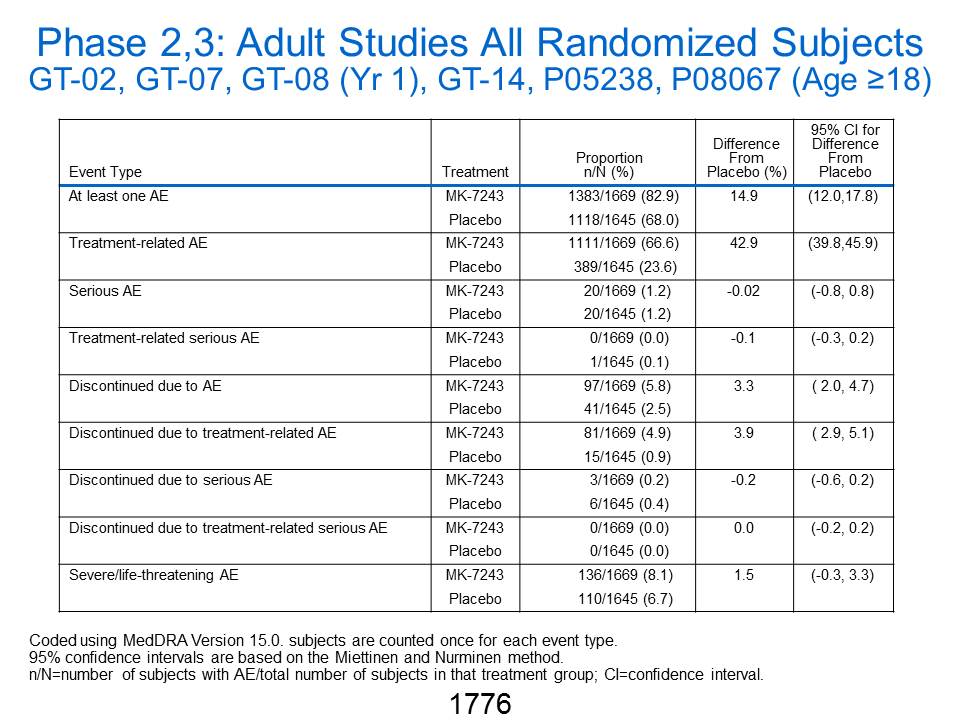 Phase 2,3: Adult Studies All Randomized Subjects
GT-02, GT-07, GT-08 (Yr 1), GT-14, P05238, P08067 (Age ≥18)
Event Type Treatment Proportion n/N (%) Difference From Placebo (%) 95% CI for Difference From Placebo
At least one AE MK-7243 1383/1669 (82.9) 14.9 (12.0,17.8)
Placebo 1118/1645 (68.0)
Treatment-related AE MK-7243 1111/1669 (66.6) 42.9 (39.8,45.9)
Placebo 389/1645 (23.6)
Serious AE MK-7243 20/1669 (1.2) -0.02 (-0.8, 0.8)
Placebo 20/1645 (1.2)
Treatment-related serious AE MK-7243 0/1669 (0.0) -0.1 (-0.3, 0.2)
Placebo 1/1645 (0.1)
Discontinued due to AE MK-7243 97/1669 (5.8) 3.3 ( 2.0, 4.7)
Placebo 41/1645 (2.5)
Discontinued due to treatment-related AE MK-7243 81/1669 (4.9) 3.9 ( 2.9, 5.1)
Placebo 15/1645 (0.9)
Discontinued due to serious AE MK-7243 3/1669 (0.2) -0.2 (-0.6, 0.2)
Placebo 6/1645 (0.4)
Discontinued due to treatment-related serious AE MK-7243 0/1669 (0.0) 0.0 (-0.2, 0.2)
Placebo 0/1645 (0.0)
Severe/life-threatening AE MK-7243 136/1669 (8.1) 1.5 (-0.3, 3.3)
Placebo 110/1645 (6.7)
Coded using MedDRA Version 15.0. subjects are counted once for each event type.
95% confidence intervals are based on the Miettinen and Nurminen method.
n/N=number of subjects with AE/total number of subjects in that treatment group; CI=confidence interval.
1776